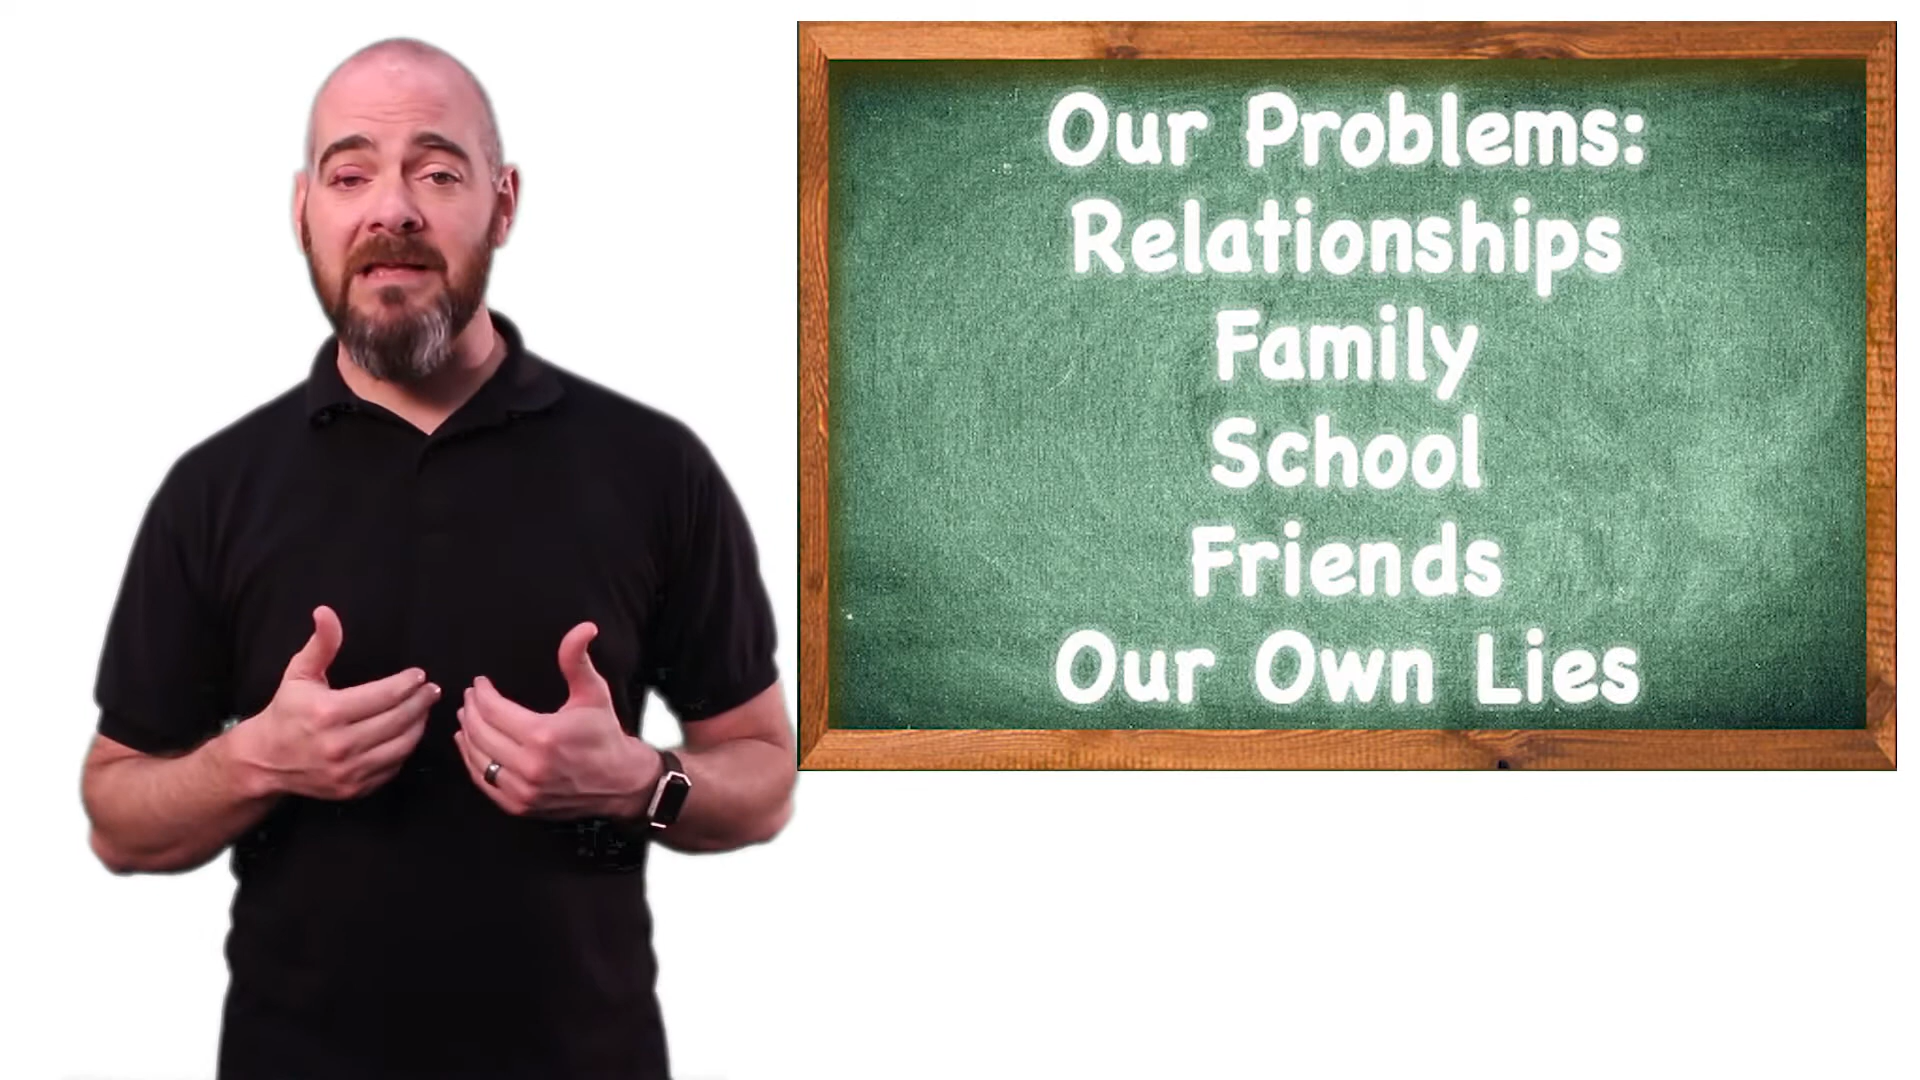 Our Problems:
Relationships
Family
School
Friends
Our Own Lies